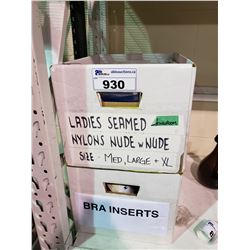 930
LADIES SEAMED
NYLONS NUDE W NUDE
SIZE - MED, LARGE + XL
BRA INSERTS